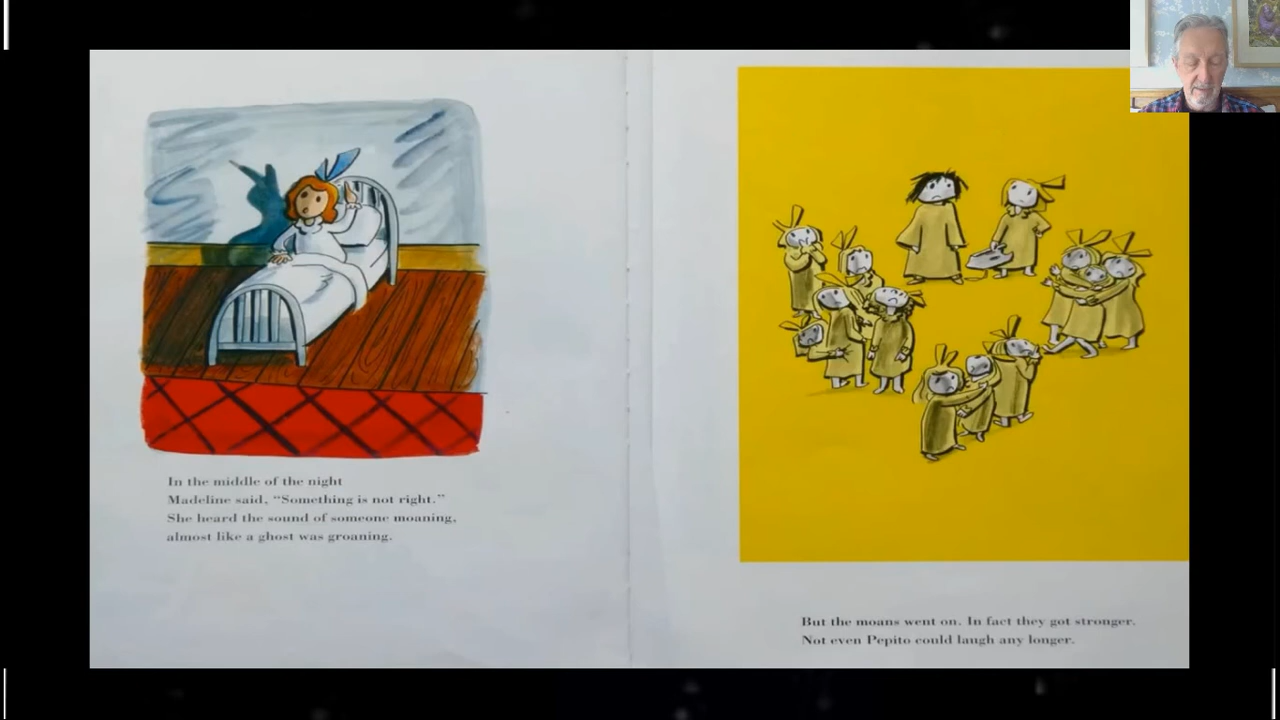 In the middle of the night
Madeline said, “Something is not right.”
She heard the sound of someone moaning,
almost like a ghost was groaning.
But the moans went on. In fact they got stronger.
Not even Pepito could laugh any longer.